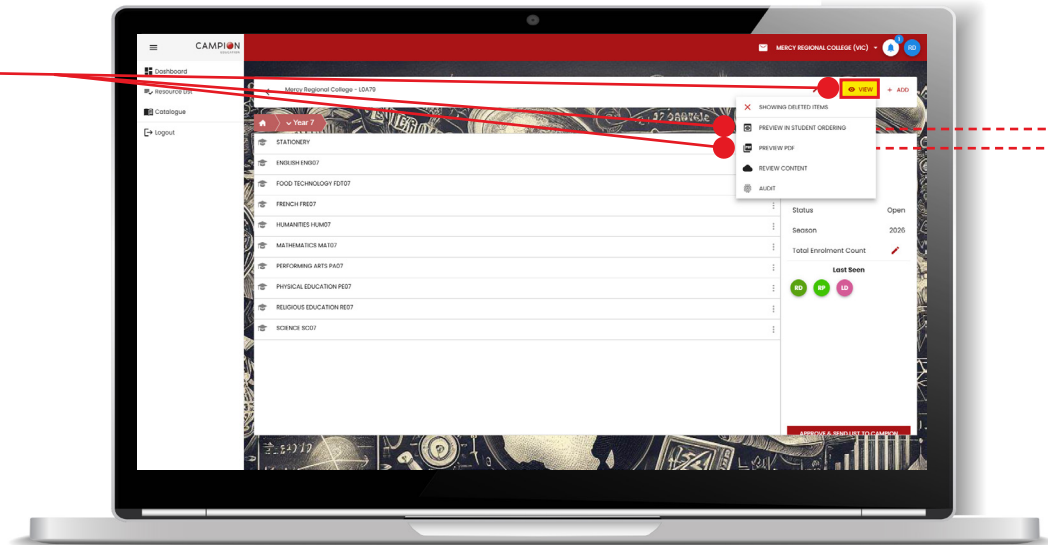 CAMPION
EDUCATION
MERCY REGIONAL COLLEGE (VIC)
1
RD
Dashboard
Resource List
Catalogue
Logout
Mercy Regional College - L0A79
VIEW
+ ADD
SHOWING DELETED ITEMS
PREVIEW IN STUDENT ORDERING
PREVIEW PDF
REVIEW CONTENT
AUDIT
Year 7
STATIONERY
ENGLISH ENG07
FOOD TECHNOLOGY FDT07
FRENCH FRE07
HUMANITIES HUM07
MATHEMATICS MAT07
PERFORMING ARTS PA07
PHYSICAL EDUCATION PE07
RELIGIOUS EDUCATION RE07
SCIENCE SC07
Status Open
Season 2026
Total Enrolment Count
Last Seen
RD RP LD
APPROVE & SEND LIST TO CAMPION